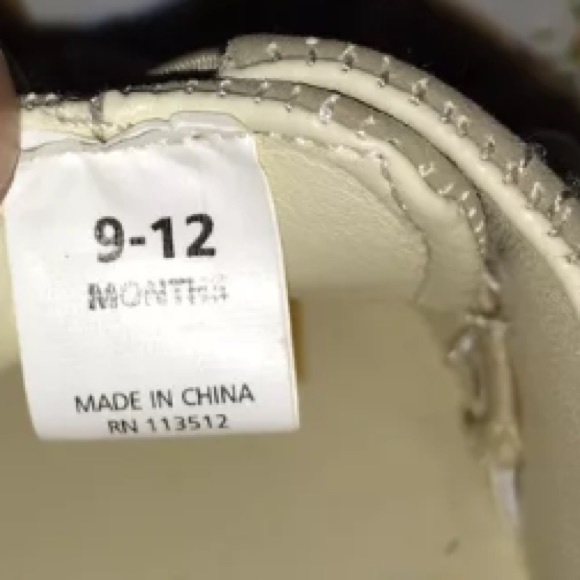 9-12
MONTHS
MADE IN CHINA
RN 113512